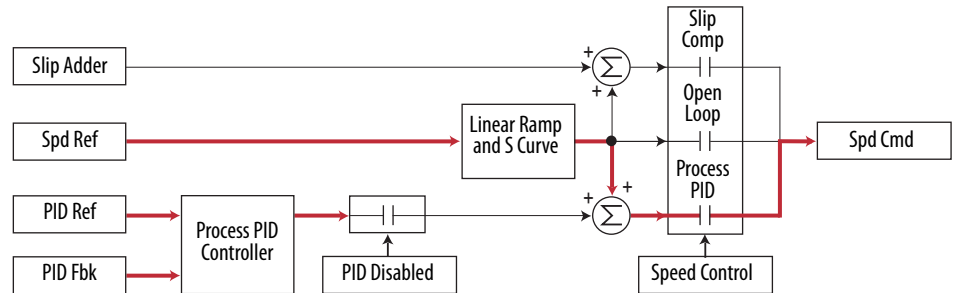 Slip
Comp
+
Slip Adder
Σ
+
Open
Loop
Spd Ref
Linear Ramp
and S Curve
Spd Cmd
Process
PID
+
+
PID Ref
Σ
Process PID
Controller
PID Fbk
PID Disabled
Speed Control